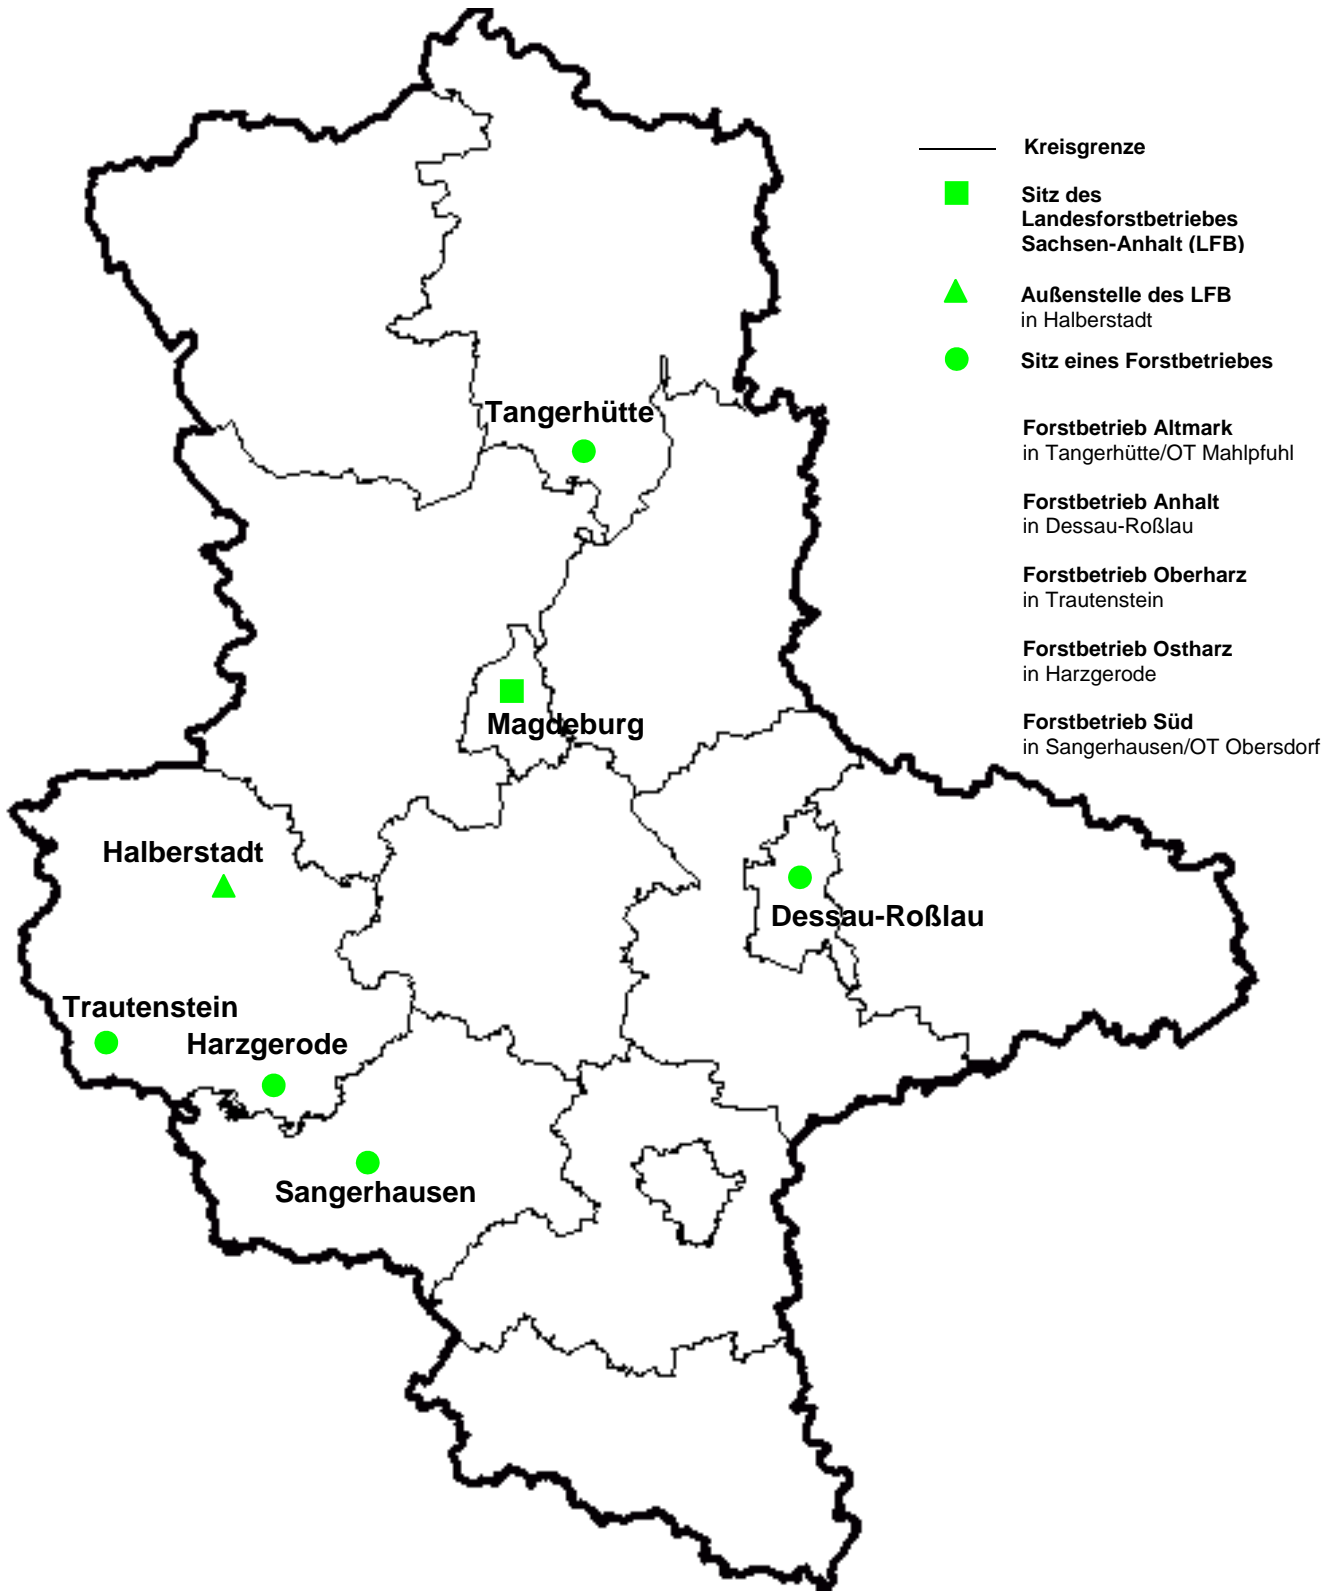 Kreisgrenze
Sitz des
Landesforstbetriebes
Sachsen-Anhalt (LFB)
Außenstelle des LFB
in Halberstadt
Sitz eines Forstbetriebes
Forstbetrieb Altmark
in Tangerhütte/OT Mahlpfuhl
Forstbetrieb Anhalt
in Dessau-Roßlau
Forstbetrieb Oberharz
in Trautenstein
Forstbetrieb Ostharz
in Harzgerode
Forstbetrieb Süd
in Sangerhausen/OT Obersdorf
Tangerhütte
Magdeburg
Halberstadt
Dessau-Roßlau
Trautenstein
Harzgerode
Sangerhausen